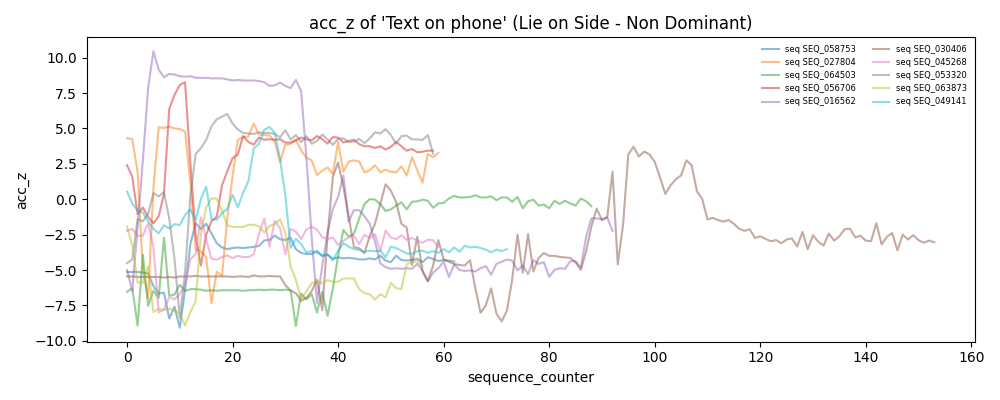 acc_z of 'Text on phone' (Lie on Side - Non Dominant)
acc_z
10.0
7.5
5.0
2.5
0.0
−2.5
−5.0
−7.5
−10.0
seq SEQ_058753
seq SEQ_027804
seq SEQ_064503
seq SEQ_056706
seq SEQ_016562
seq SEQ_030406
seq SEQ_045268
seq SEQ_053320
seq SEQ_063873
seq SEQ_049141
0 20 40 60 80 100 120 140 160
sequence_counter